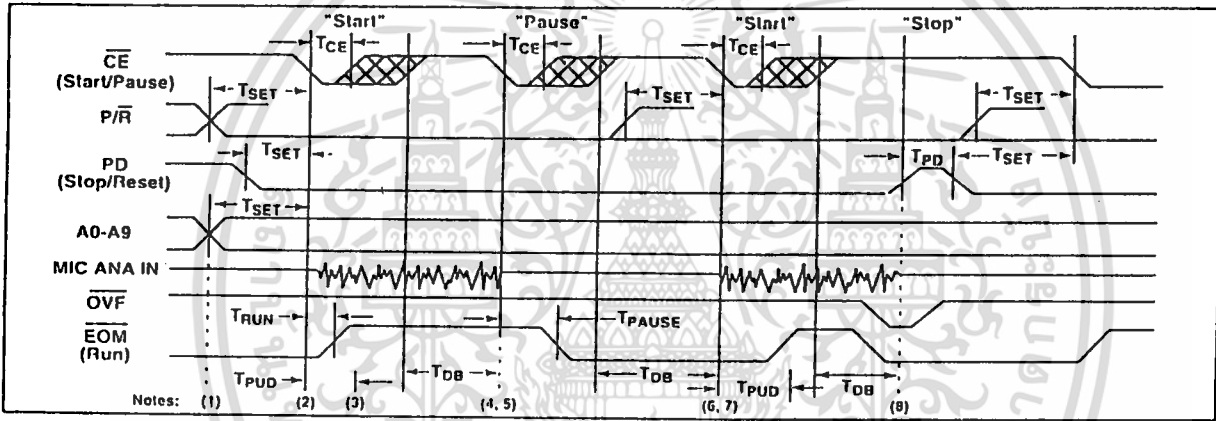 "Start" "Pause" "Start" "Stop"
TCE TCE TCE
CE
(Start/Pause)
TSET TSET TSET
P/R
TSET TPD TSET
PD
(Stop/Reset)
TSET
A0-A9
MIC ANA IN
OVF
TRUN TPAUSE
EOM
(Run)
TPUD TDB TDB TPUD TDB
Notes: (1) (2) (3) (4, 5) (6, 7) (8)